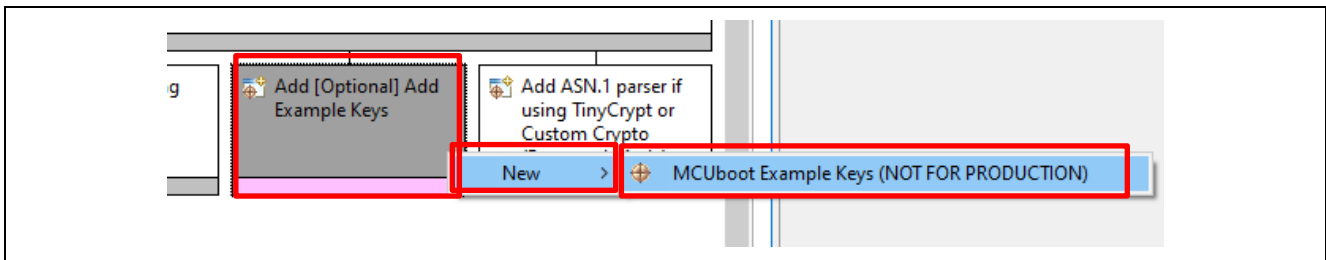 Add [Optional] Add
Example Keys
Add ASN.1 parser if
using TinyCrypt or
Custom Crypto
New
MCUboot Example Keys (NOT FOR PRODUCTION)